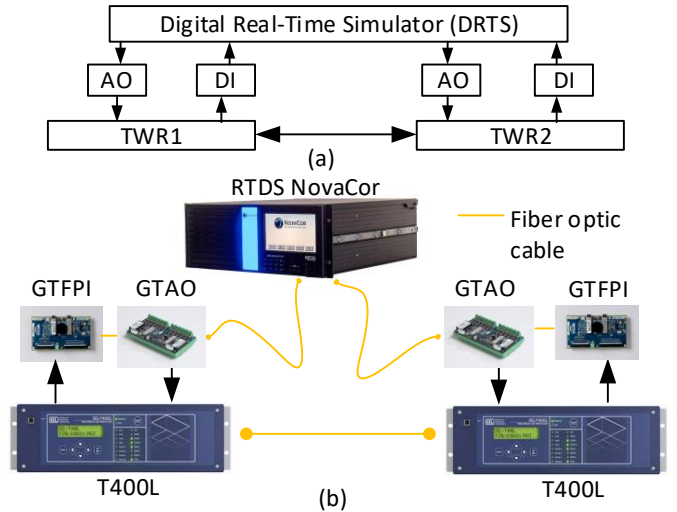 Digital Real-Time Simulator (DRTS)
AO DI AO DI
TWR1 TWR2
(a)
RTDS NovaCor
NovaCor
Fiber optic
cable
GTFPI GTAO GTAO GTFPI
T400L T400L
(b)